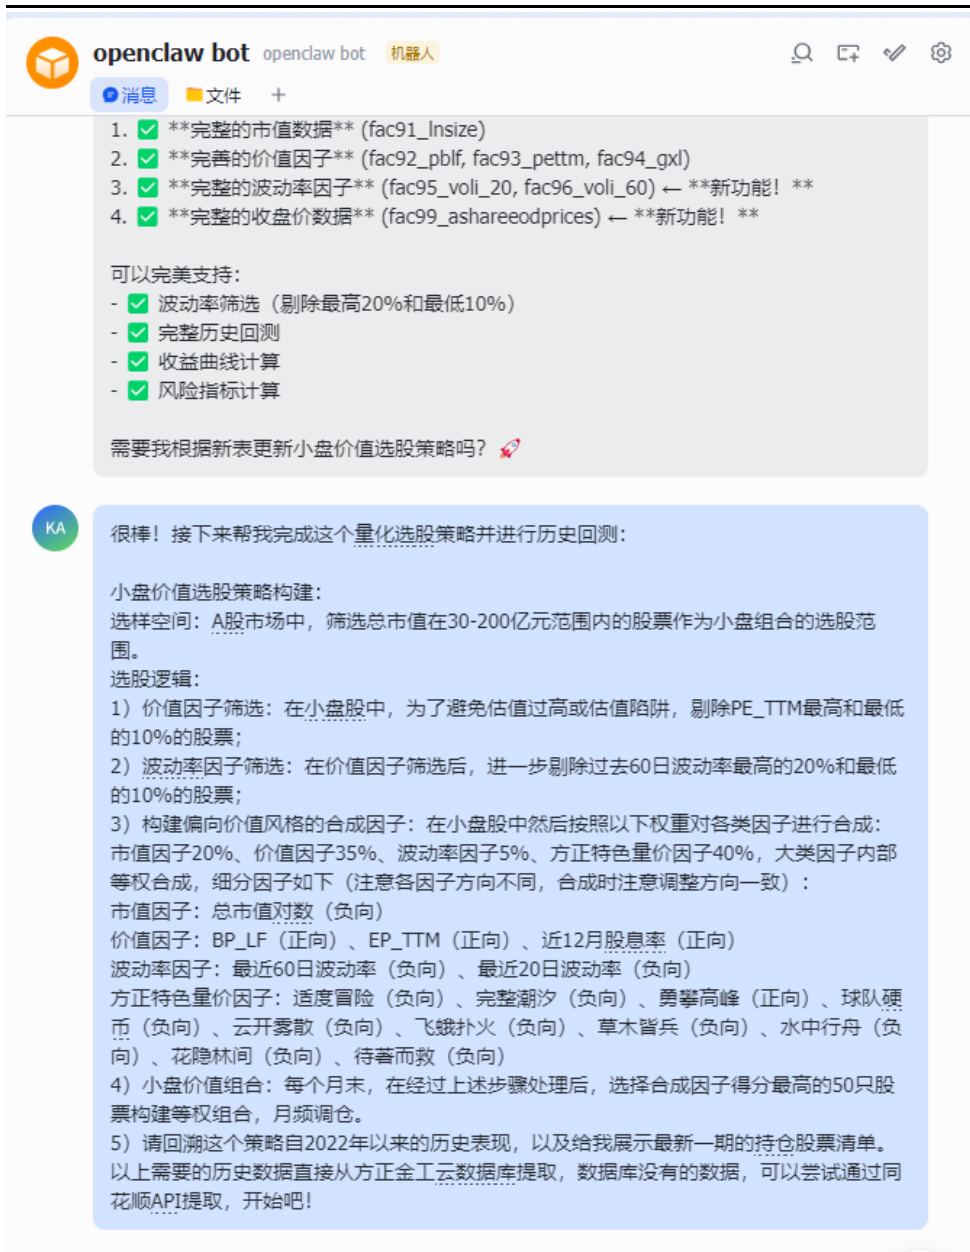 openclaw bot openclaw bot 机器人
消息 文件 +
1. ✅ **完整的市值数据** (fac91_lnsize)
2. ✅ **完善的价值因子** (fac92_pblf, fac93_pettm, fac94_gxl)
3. ✅ **完整的波动率因子** (fac95_voli_20, fac96_voli_60) ← **新功能！**
4. ✅ **完整的收盘价数据** (fac99_ashareeodprices) ← **新功能！**
可以完美支持：
- ✅ 波动率筛选（剔除最高20%和最低10%）
- ✅ 完整历史回测
- ✅ 收益曲线计算
- ✅ 风险指标计算
需要我根据新表更新小盘价值选股策略吗？🚀
KA
很棒！接下来帮我完成这个量化选股策略并进行历史回测：
小盘价值选股策略构建：
选样空间：A股市场中，筛选总市值在30-200亿元范围内的股票作为小盘组合的选股范
围。
选股逻辑：
1）价值因子筛选：在小盘股中，为了避免估值过高或估值陷阱，剔除PE_TTM最高和最低
的10%的股票；
2）波动率因子筛选：在价值因子筛选后，进一步剔除过去60日波动率最高的20%和最低
的10%的股票；
3）构建偏向价值风格的合成因子：在小盘股中然后按照以下权重对各类因子进行合成：
市值因子20%、价值因子35%、波动率因子5%、方正特色量价因子40%，大类因子内部
等权合成，细分因子如下（注意各因子方向不同，合成时注意调整方向一致）：
市值因子：总市值对数（负向）
价值因子：BP_LF（正向）、EP_TTM（正向）、近12月股息率（正向）
波动率因子：最近60日波动率（负向）、最近20日波动率（负向）
方正特色量价因子：适度冒险（负向）、完整潮汐（负向）、勇攀高峰（正向）、球队硬
币（负向）、云开雾散（负向）、飞蛾扑火（负向）、草木皆兵（负向）、水中行舟（负
向）、花隐林间（负向）、待著而救（负向）
4）小盘价值组合：每个月末，在经过上述步骤处理后，选择合成因子得分最高的50只股
票构建等权组合，月频调仓。
5）请回溯这个策略自2022年以来的历史表现，以及给我展示最新一期的持仓股票清单。
以上需要的历史数据直接从方正金工云数据库提取，数据库没有的数据，可以尝试通过同
花顺API提取，开始吧！